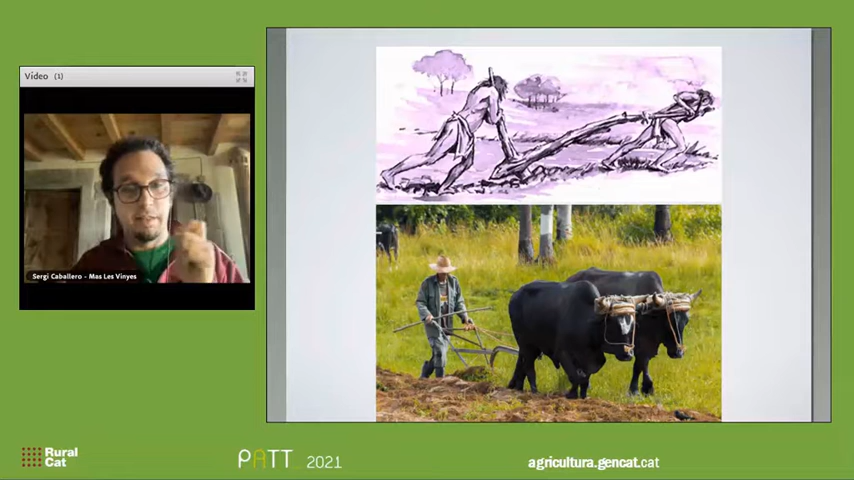 Vídeo (1)
Sergi Caballero - Mas Les Vinyes
Rural
Cat
PATT 2021
agricultura.gencat.cat